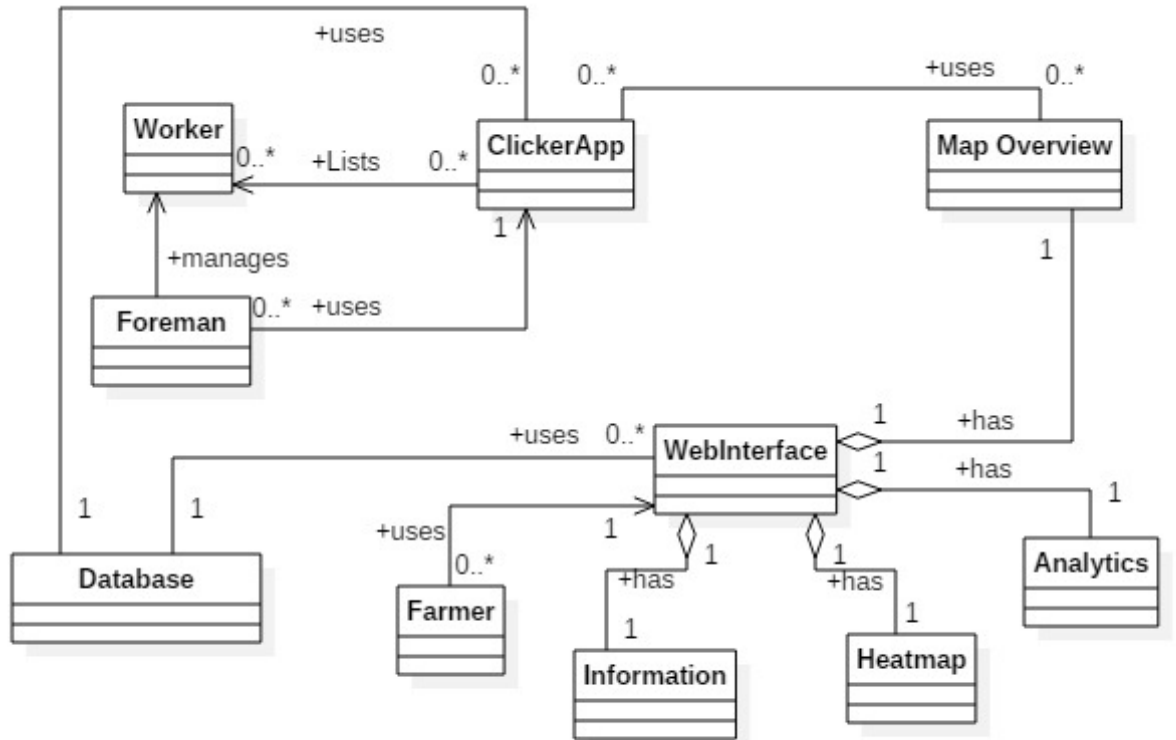 +uses
0..*
0..*
+uses
0..*
Worker
ClickerApp
Map Overview
0..*
+Lists
0..*
1
1
+manages
Foreman
0..*
+uses
1
+has
+uses
0..*
WebInterface
1
+has
1
1
1
+uses
1
1
1
Analytics
Database
0..*
+has
+has
Farmer
1
1
Information
Heatmap